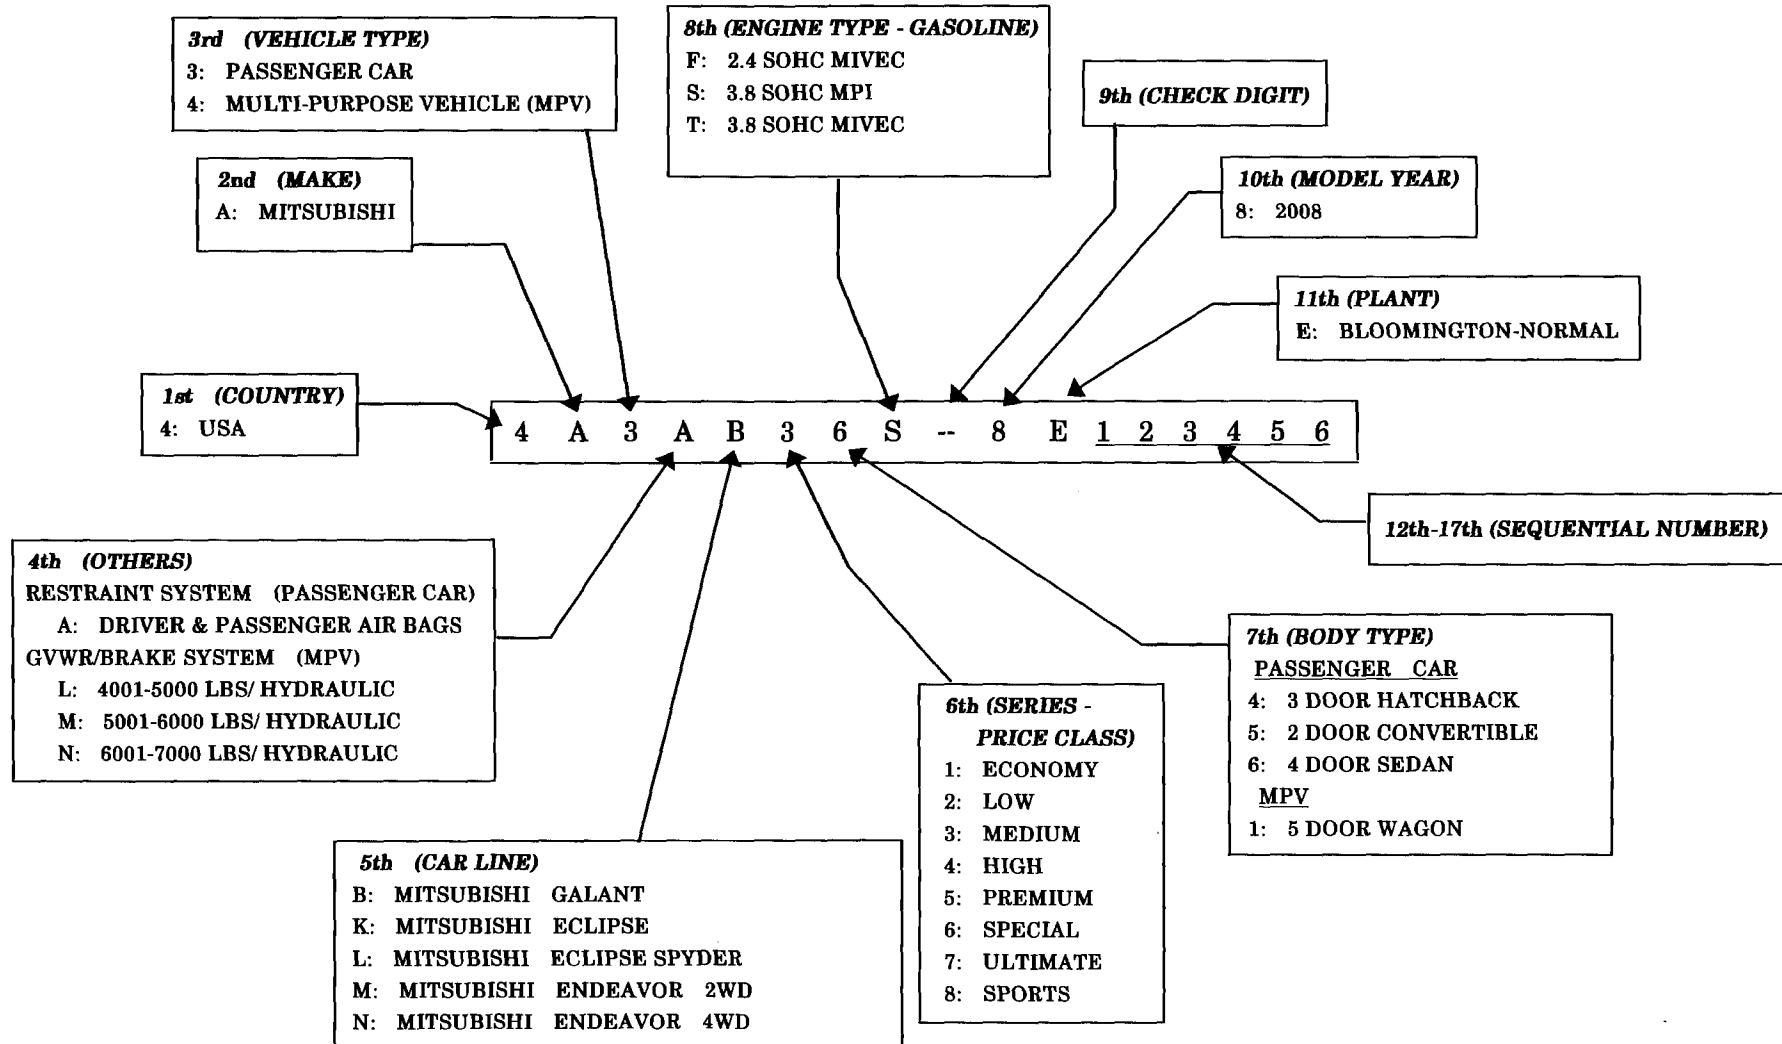 3rd (VEHICLE TYPE)
3: PASSENGER CAR
4: MULTI-PURPOSE VEHICLE (MPV)
8th (ENGINE TYPE - GASOLINE)
F: 2.4 SOHC MIVEC
S: 3.8 SOHC MPI
T: 3.8 SOHC MIVEC
9th (CHECK DIGIT)
2nd (MAKE)
A: MITSUBISHI
10th (MODEL YEAR)
8: 2008
11th (PLANT)
E: BLOOMINGTON-NORMAL
1st (COUNTRY)
4: USA
4 A 3 A B 3 6 S -- 8 E 1 2 3 4 5 6
12th-17th (SEQUENTIAL NUMBER)
4th (OTHERS)
RESTRAINT SYSTEM (PASSENGER CAR)
A: DRIVER & PASSENGER AIR BAGS
GVWR/BRAKE SYSTEM (MPV)
L: 4001-5000 LBS/ HYDRAULIC
M: 5001-6000 LBS/ HYDRAULIC
N: 6001-7000 LBS/ HYDRAULIC
7th (BODY TYPE)
PASSENGER CAR
4: 3 DOOR HATCHBACK
5: 2 DOOR CONVERTIBLE
6: 4 DOOR SEDAN
MPV
1: 5 DOOR WAGON
6th (SERIES -
PRICE CLASS)
1: ECONOMY
2: LOW
3: MEDIUM
4: HIGH
5: PREMIUM
6: SPECIAL
7: ULTIMATE
8: SPORTS
5th (CAR LINE)
B: MITSUBISHI GALANT
K: MITSUBISHI ECLIPSE
L: MITSUBISHI ECLIPSE SPYDER
M: MITSUBISHI ENDEAVOR 2WD
N: MITSUBISHI ENDEAVOR 4WD